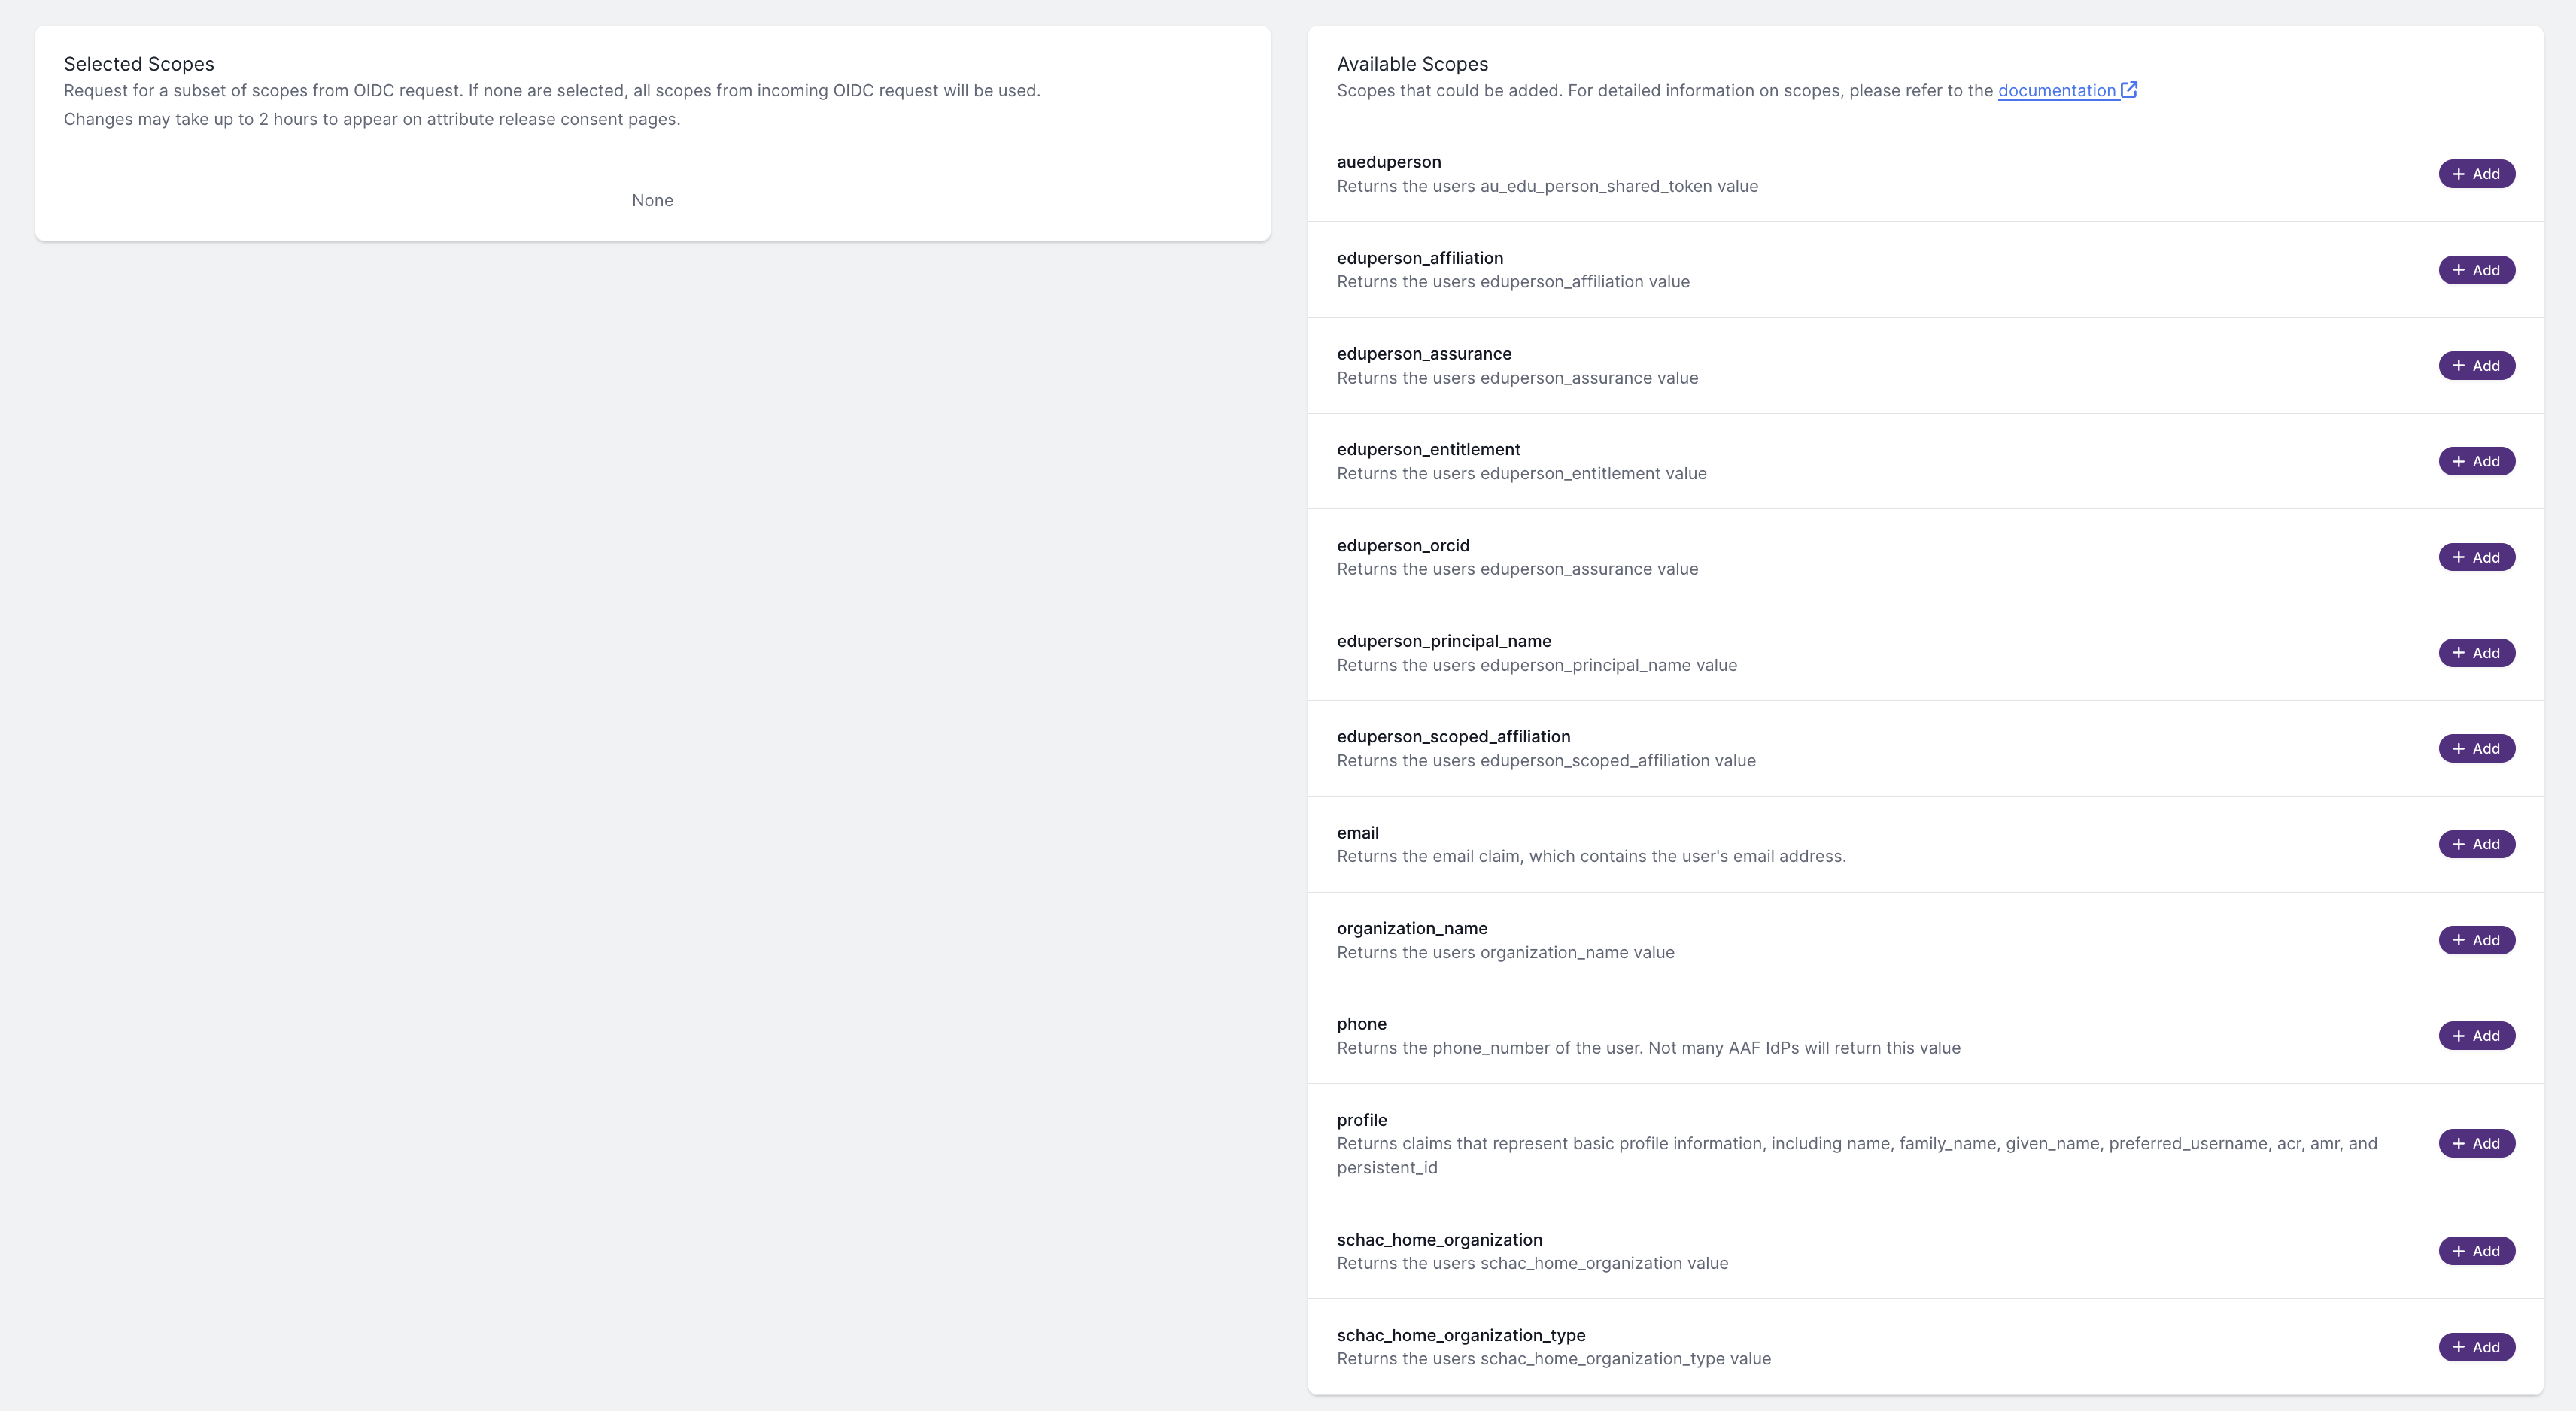 Selected Scopes
Request for a subset of scopes from OIDC request. If none are selected, all scopes from incoming OIDC request will be used.
Changes may take up to 2 hours to appear on attribute release consent pages.
None
Available Scopes
Scopes that could be added. For detailed information on scopes, please refer to the documentation
aueduperson
Returns the users au_edu_person_shared_token value
+ Add
eduperson_affiliation
Returns the users eduperson_affiliation value
+ Add
eduperson_assurance
Returns the users eduperson_assurance value
+ Add
eduperson_entitlement
Returns the users eduperson_entitlement value
+ Add
eduperson_orcid
Returns the users eduperson_assurance value
+ Add
eduperson_principal_name
Returns the users eduperson_principal_name value
+ Add
eduperson_scoped_affiliation
Returns the users eduperson_scoped_affiliation value
+ Add
email
Returns the email claim, which contains the user's email address.
+ Add
organization_name
Returns the users organization_name value
+ Add
phone
Returns the phone_number of the user. Not many AAF IdPs will return this value
+ Add
profile
Returns claims that represent basic profile information, including name, family_name, given_name, preferred_username, acr, amr, and
persistent_id
+ Add
schac_home_organization
Returns the users schac_home_organization value
+ Add
schac_home_organization_type
Returns the users schac_home_organization_type value
+ Add